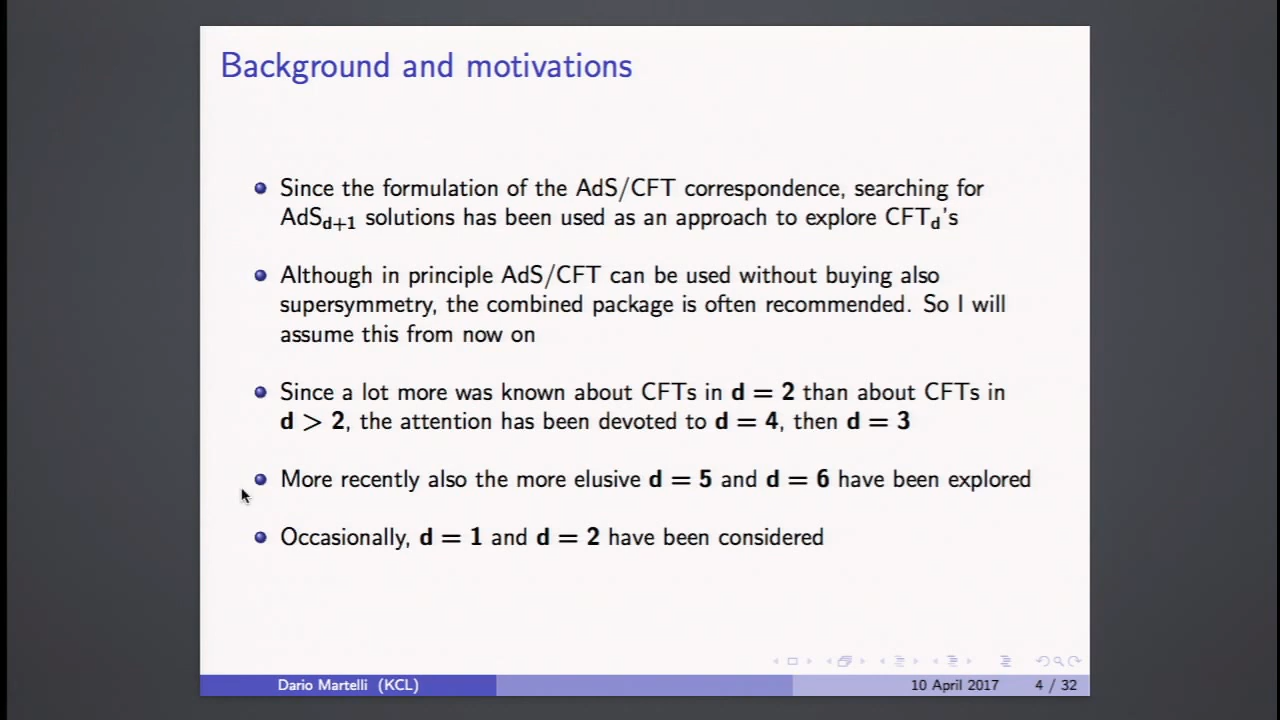 Background and motivations
Since the formulation of the AdS/CFT correspondence, searching for
AdS_{d+1} solutions has been used as an approach to explore CFT_d's
Although in principle AdS/CFT can be used without buying also
supersymmetry, the combined package is often recommended. So I will
assume this from now on
Since a lot more was known about CFTs in d = 2 than about CFTs in
d > 2, the attention has been devoted to d = 4, then d = 3
More recently also the more elusive d = 5 and d = 6 have been explored
Occasionally, d = 1 and d = 2 have been considered
Dario Martelli (KCL) 10 April 2017 4 / 32